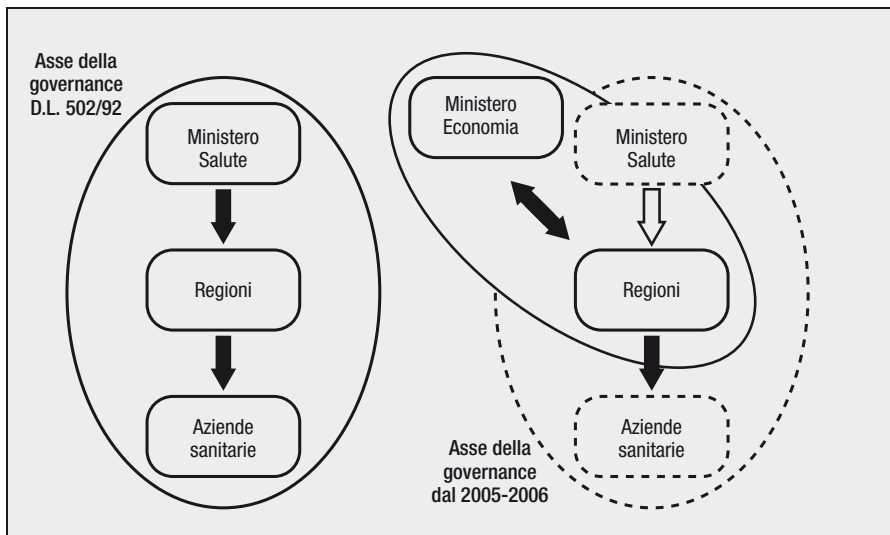 Asse della
governance
D.L. 502/92
Ministero
Salute
Regioni
Aziende
sanitarie
Ministero
Economia
Ministero
Salute
Regioni
Aziende
sanitarie
Asse della
governance
dal 2005-2006